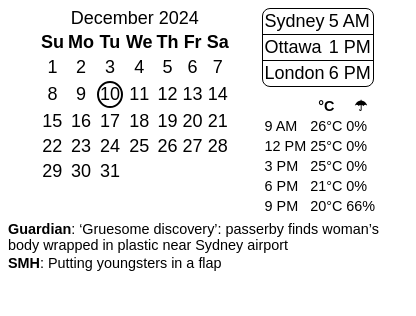 December 2024
Su Mo Tu We Th Fr Sa
1 2 3 4 5 6 7
8 9 10 11 12 13 14
15 16 17 18 19 20 21
22 23 24 25 26 27 28
29 30 31
Sydney 5 AM
Ottawa 1 PM
London 6 PM
°C ☂
9 AM 26°C 0%
12 PM 25°C 0%
3 PM 25°C 0%
6 PM 21°C 0%
9 PM 20°C 66%
Guardian: ‘Gruesome discovery’: passerby finds woman’s
body wrapped in plastic near Sydney airport
SMH: Putting youngsters in a flap